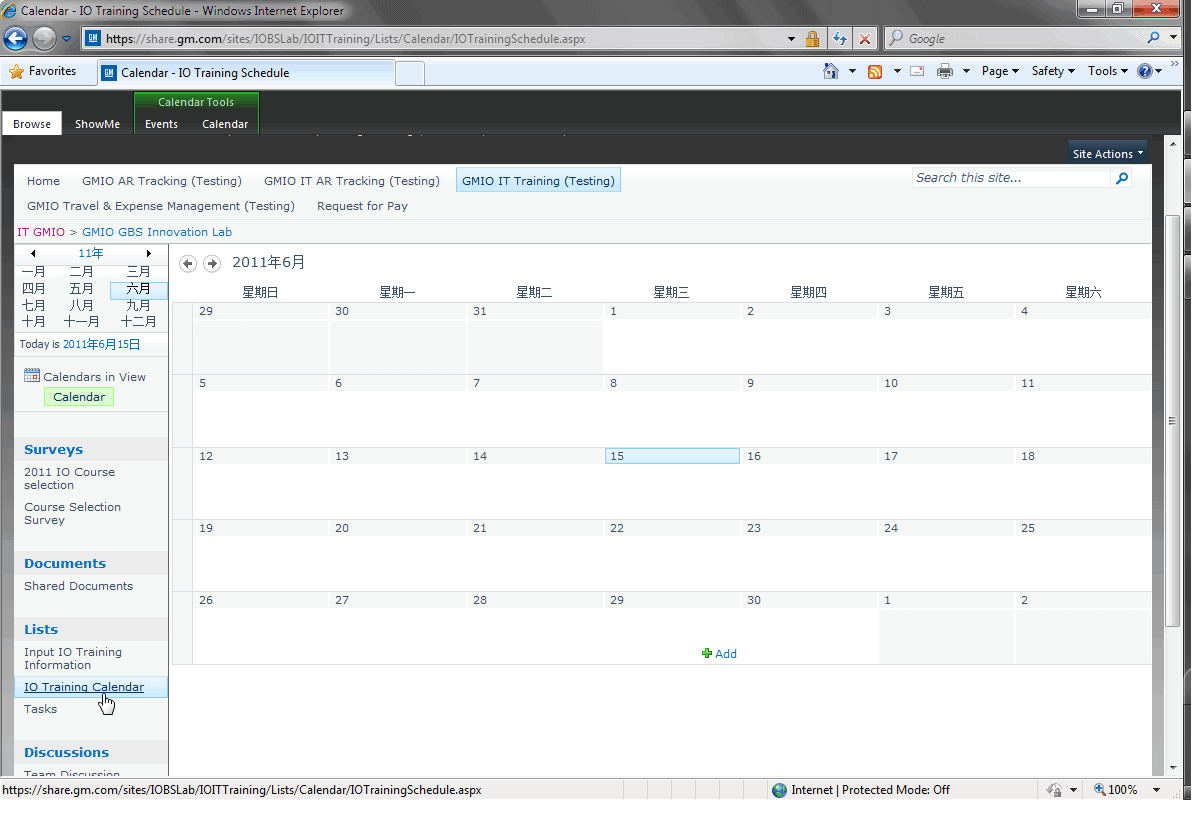 Calendar - IO Training Schedule - Windows Internet Explorer
https://share.gm.com/sites/IOBSLab/IOITTraining/Lists/Calendar/IOTrainingSchedule.aspx
Google
Favorites
GM Calendar - IO Training Schedule
Page Safety Tools
Calendar Tools
Browse ShowMe Events Calendar
Site Actions
Home GMIO AR Tracking (Testing) GMIO IT AR Tracking (Testing) GMIO IT Training (Testing)
Search this site...
GMIO Travel & Expense Management (Testing) Request for Pay
IT GMIO > GMIO GBS Innovation Lab
11年
一月 二月 三月
四月 五月 六月
七月 八月 九月
十月 十一月 十二月
Today is 2011年6月15日
Calendars in View
Calendar
Surveys
2011 IO Course
selection
Course Selection
Survey
Documents
Shared Documents
Lists
Input IO Training
Information
IO Training Calendar
Tasks
Discussions
Team Discussion
2011年6月
星期日 星期一 星期二 星期三 星期四 星期五 星期六
29 30 31 1 2 3 4
5 6 7 8 9 10 11
12 13 14 15 16 17 18
19 20 21 22 23 24 25
26 27 28 29 30 1 2
Add
https://share.gm.com/sites/IOBSLab/IOITTraining/Lists/Calendar/IOTrainingSchedule.aspx
Internet | Protected Mode: Off
100%